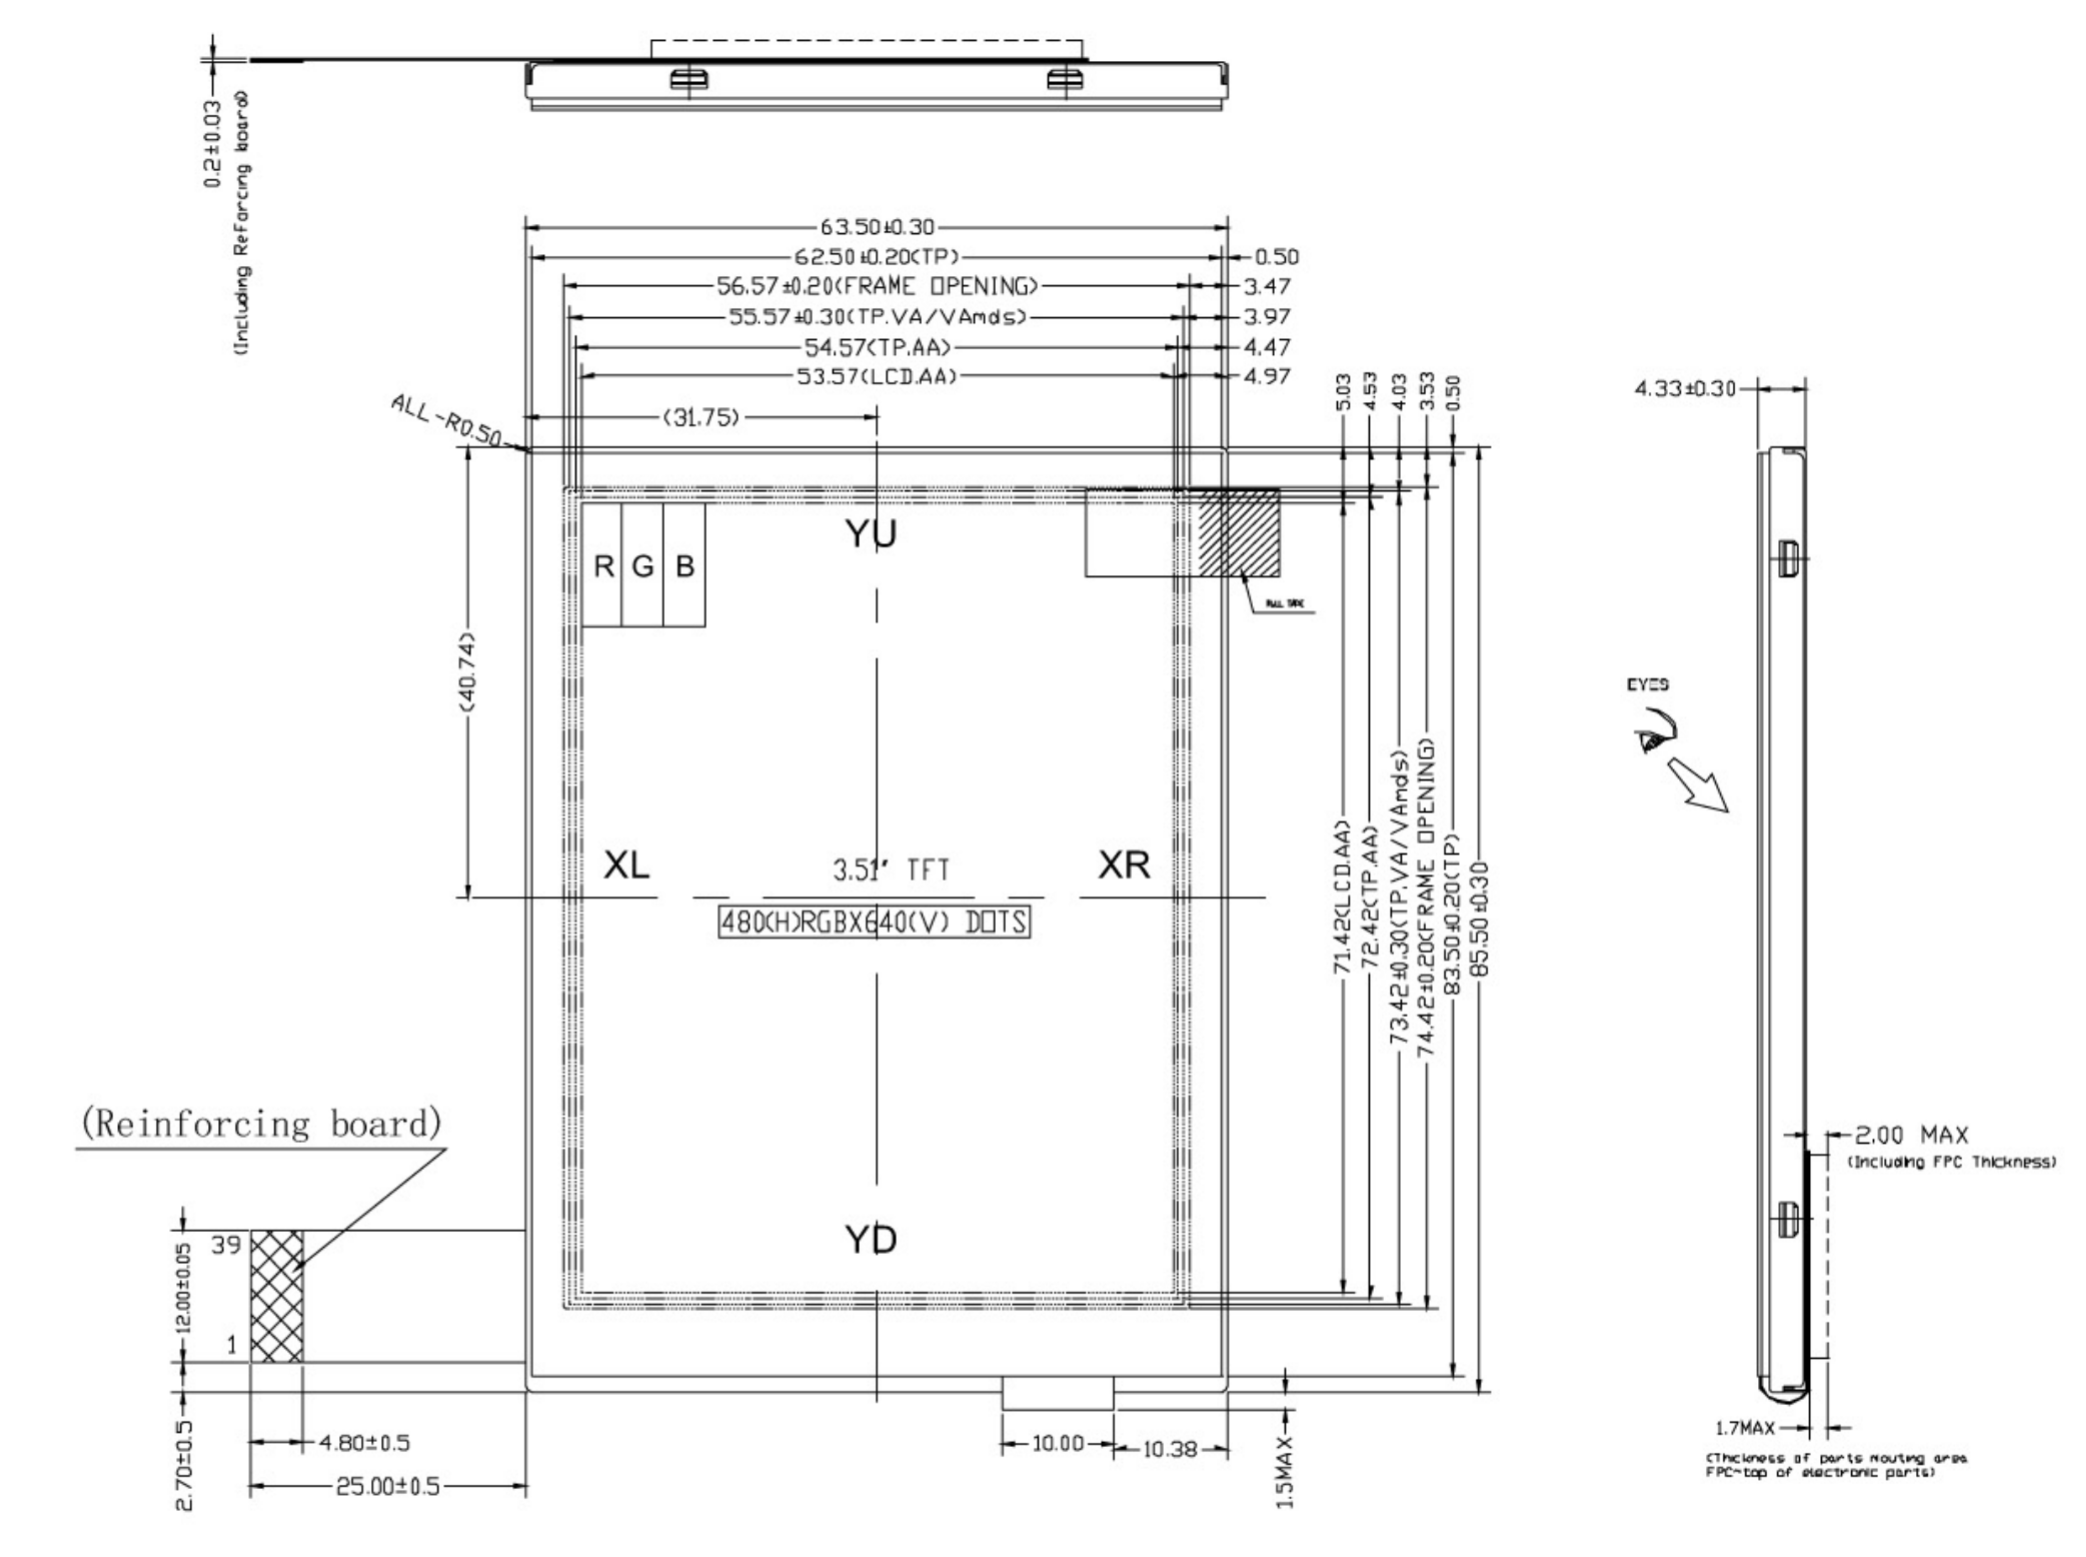 0.2±0.03
(Including Reforcing board)
63.50±0.30
62.50±0.20(TP)
0.50
56.57±0.20(FRAME OPENING)
3.47
55.57±0.30(TP.VA/VAmds)
3.97
54.57(TP.AA)
4.47
53.57(LCD.AA)
4.97
(31.75)
ALL-R0.50
5.03
4.53
4.03
3.53
0.50
4.33±0.30
YU
R G B
(40.74)
EYES
XL
XR
3.51" TFT
480(H)RGBX640(V) DOTS
71.42(LCD.AA)
72.42(TP.AA)
73.42±0.30(TP.VA/VAmds)
74.42±0.20(FRAME OPENING)
83.50±0.20(TP)
85.50±0.30
(Reinforcing board)
2.00 MAX
(Including FPC Thickness)
39
1
12.00±0.05
YD
2.70±0.5
4.80±0.5
25.00±0.5
10.00
10.38
1.5MAX
1.7MAX
(Thickness of parts Mouting area
FPC~top of electronic parts)